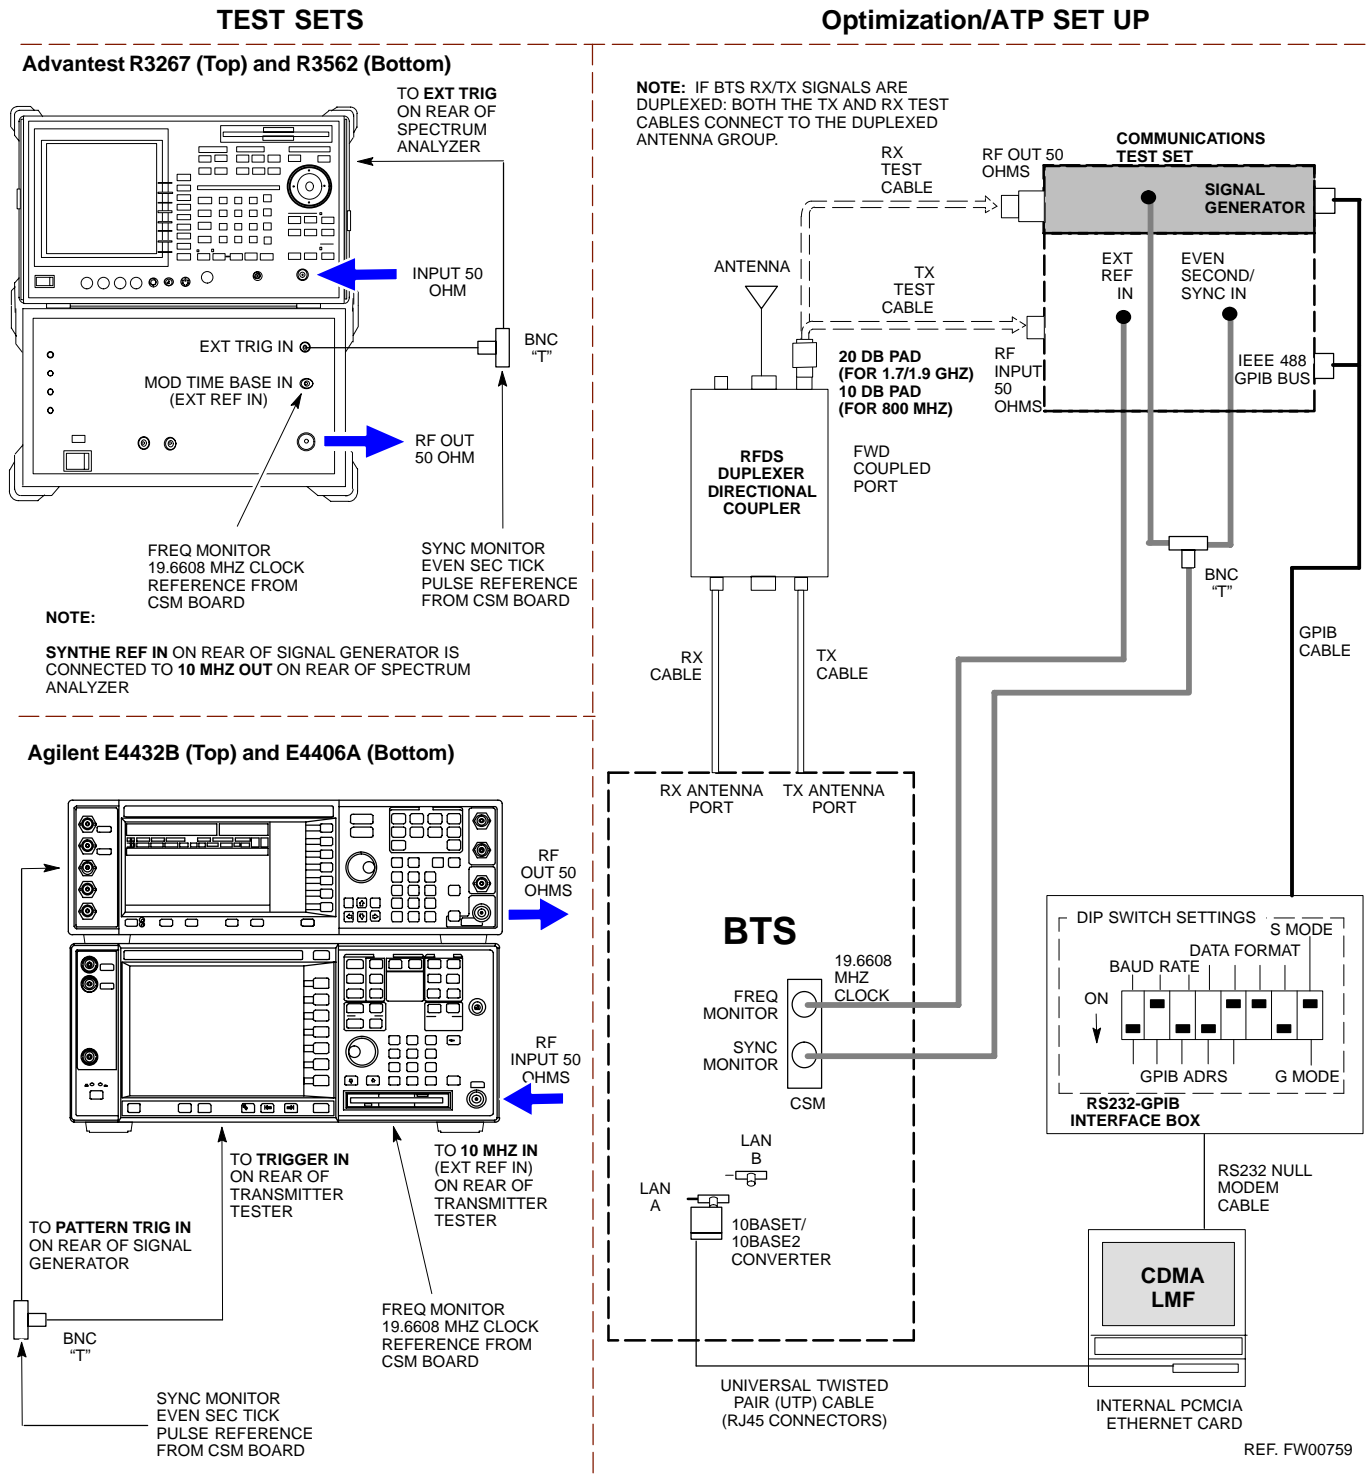 TEST SETS
Optimization/ATP SET UP
Advantest R3267 (Top) and R3562 (Bottom)
TO EXT TRIG
ON REAR OF
SPECTRUM
ANALYZER
INPUT 50
OHM
EXT TRIG IN
BNC
“T”
MOD TIME BASE IN
(EXT REF IN)
RF OUT
50 OHM
FREQ MONITOR
19.6608 MHZ CLOCK
REFERENCE FROM
CSM BOARD
SYNC MONITOR
EVEN SEC TICK
PULSE REFERENCE
FROM CSM BOARD
NOTE:
SYNTHE REF IN ON REAR OF SIGNAL GENERATOR IS
CONNECTED TO 10 MHZ OUT ON REAR OF SPECTRUM
ANALYZER
Agilent E4432B (Top) and E4406A (Bottom)
RF
OUT 50
OHMS
RF
INPUT 50
OHMS
TO TRIGGER IN
ON REAR OF
TRANSMITTER
TESTER
TO 10 MHZ IN
(EXT REF IN)
ON REAR OF
TRANSMITTER
TESTER
TO PATTERN TRIG IN
ON REAR OF SIGNAL
GENERATOR
BNC
“T”
FREQ MONITOR
19.6608 MHZ CLOCK
REFERENCE FROM
CSM BOARD
SYNC MONITOR
EVEN SEC TICK
PULSE REFERENCE
FROM CSM BOARD
NOTE: IF BTS RX/TX SIGNALS ARE
DUPLEXED: BOTH THE TX AND RX TEST
CABLES CONNECT TO THE DUPLEXED
ANTENNA GROUP.
RX
TEST
CABLE
RF OUT 50
OHMS
COMMUNICATIONS
TEST SET
SIGNAL
GENERATOR
ANTENNA
TX
TEST
CABLE
EXT
REF
IN
EVEN
SECOND/
SYNC IN
20 DB PAD
(FOR 1.7/1.9 GHZ)
10 DB PAD
(FOR 800 MHZ)
RF
INPUT
50
OHMS
IEEE 488
GPIB BUS
RFDS
DUPLEXER
DIRECTIONAL
COUPLER
FWD
COUPLED
PORT
BNC
“T”
GPIB
CABLE
RX
CABLE
TX
CABLE
RX ANTENNA
PORT
TX ANTENNA
PORT
BTS
19.6608
MHZ
CLOCK
FREQ
MONITOR
SYNC
MONITOR
CSM
LAN
B
LAN
A
10BASET/
10BASE2
CONVERTER
DIP SWITCH SETTINGS
S MODE
DATA FORMAT
BAUD RATE
ON
GPIB ADRS
G MODE
RS232-GPIB
INTERFACE BOX
RS232 NULL
MODEM
CABLE
CDMA
LMF
UNIVERSAL TWISTED
PAIR (UTP) CABLE
(RJ45 CONNECTORS)
INTERNAL PCMCIA
ETHERNET CARD
REF. FW00759